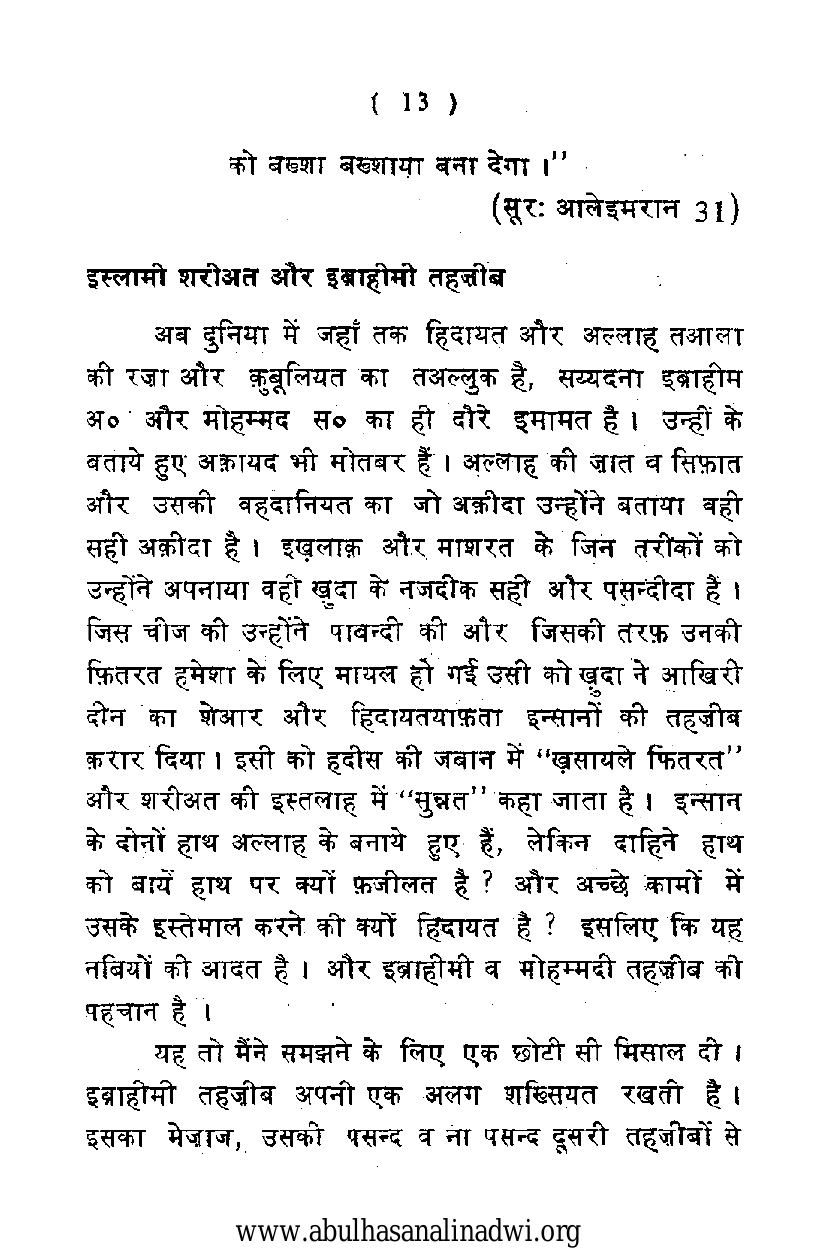 ( 13 )
को बख्शा बख्शाया बना देगा ।"
(सूर: आलेइमरान 31)
इस्लामी शरीअत और इब्राहीमी तहज़ीब
अब दुनिया में जहाँ तक हिदायत और अल्लाह तआला
की रज़ा और क़ुबूलियत का तअल्लुक है, सय्यदना इब्राहीम
अ० और मोहम्मद स० का ही दौरे इमामत है । उन्हीं के
बताये हुए अक़ायद भी मोतबर हैं । अल्लाह की ज़ात व सिफ़ात
और उसकी वहदानियत का जो अक़ीदा उन्होंने बताया वही
सही अक़ीदा है । इख़लाक़ और माशरत के जिन तरीकों को
उन्होंने अपनाया वही ख़ुदा के नजदीक सही और पसन्दीदा हैं ।
जिस चीज की उन्होंने पाबन्दी की और जिसकी तरफ़ उनकी
फ़ितरत हमेशा के लिए मायल हो गई उसी को ख़ुदा ने आखिरी
दीन का शेआर और हिदायतयाफ़ता इन्सानों की तहज़ीब
क़रार दिया । इसी को हदीस की जबान में "ख़सायले फितरत"
और शरीअत की इस्तलाह में "सुन्नत" कहा जाता है । इन्सान
के दोनों हाथ अल्लाह के बनाये हुए हैं, लेकिन दाहिने हाथ
को बायें हाथ पर क्यों फ़जीलत है ? और अच्छे कामों में
उसके इस्तेमाल करने की क्यों हिदायत है ? इसलिए कि यह
नबियों की आदत है । और इब्राहीमी व मोहम्मदी तहज़ीब की
पहचान है ।
यह तो मैंने समझने के लिए एक छोटी सी मिसाल दी ।
इब्राहीमी तहज़ीब अपनी एक अलग शख्सियत रखती है ।
इसका मेज़ाज, उसकी पसन्द व ना पसन्द दूसरी तहज़ीबों से
www.abulhasanalinadwi.org